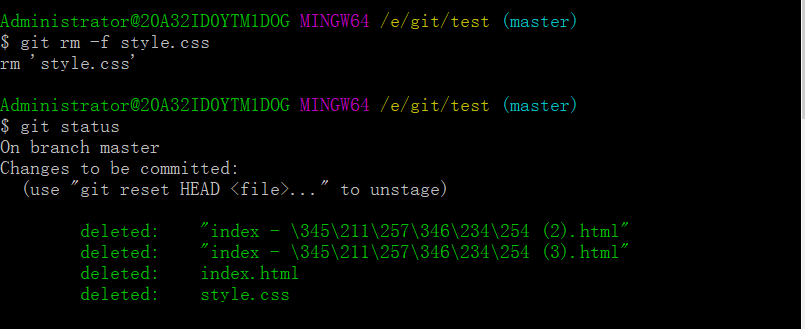 Administrator@20A32IDOYTM1DOG MINGW64 /e/git/test (master)
$ git rm -f style.css
rm 'style.css'
Administrator@20A32IDOYTM1DOG MINGW64 /e/git/test (master)
$ git status
On branch master
Changes to be committed:
  (use "git reset HEAD <file>..." to unstage)
        deleted:    "index - \345\211\257\346\234\254 (2).html"
        deleted:    "index - \345\211\257\346\234\254 (3).html"
        deleted:    index.html
        deleted:    style.css